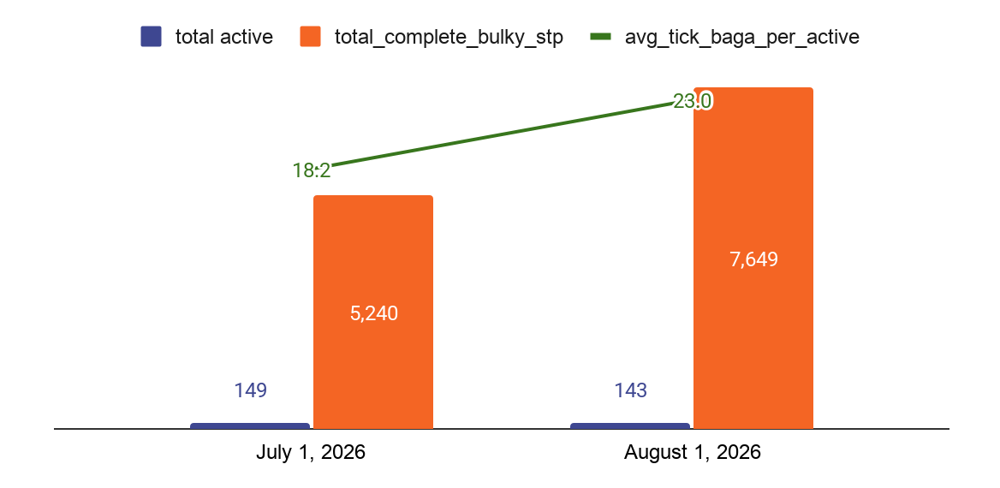 total active total_complete_bulky_stp avg_tick_baga_per_active
23.0
18.2
7,649
5,240
149 143
July 1, 2026 August 1, 2026